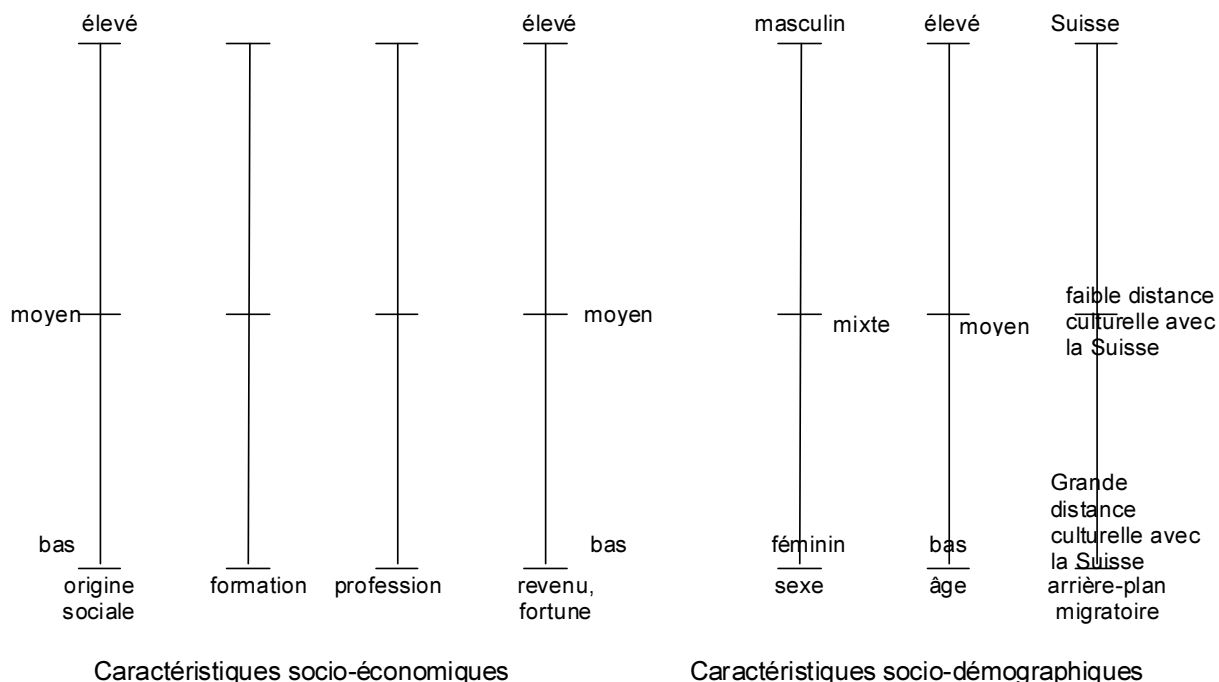 élevé élevé masculin élevé Suisse
moyen moyen mixte moyen
faible distance
culturelle avec
la Suisse
bas bas féminin bas
Grande
distance
culturelle avec
la Suisse
origine
sociale
formation
profession
revenu,
fortune
sexe
âge
arrière-plan
migratoire
Caractéristiques socio-économiques
Caractéristiques socio-démographiques